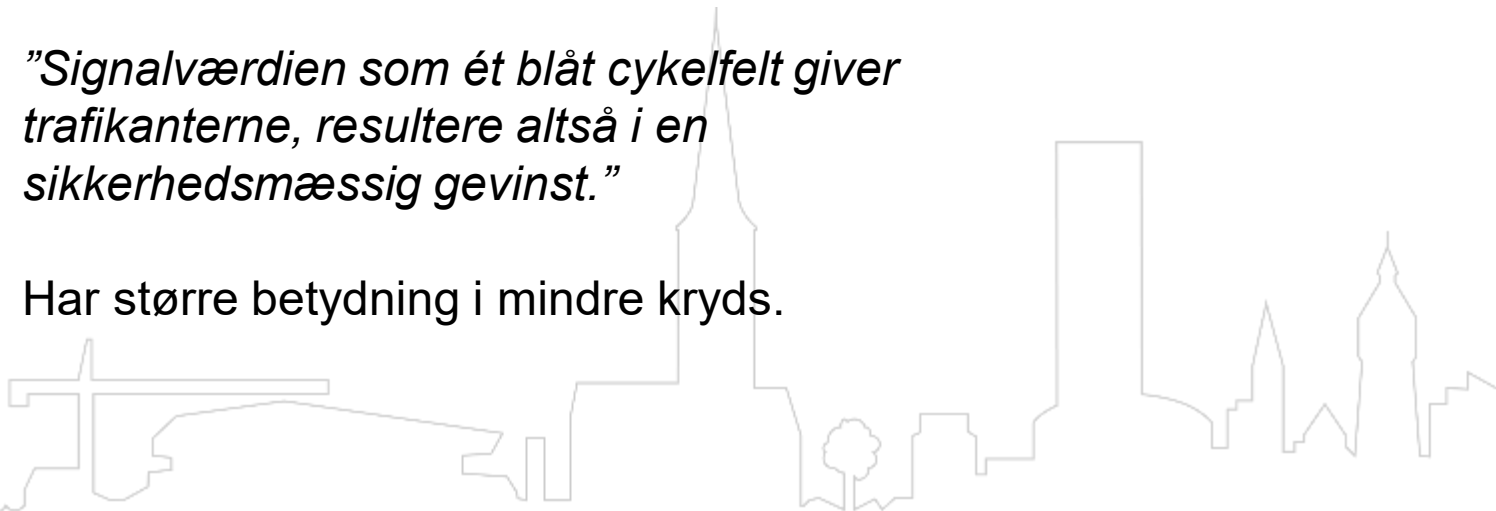 ”Signalværdien som ét blåt cykelfelt giver
trafikanterne, resultere altså i en
sikkerhedsmæssig gevinst.”
Har større betydning i mindre kryds.